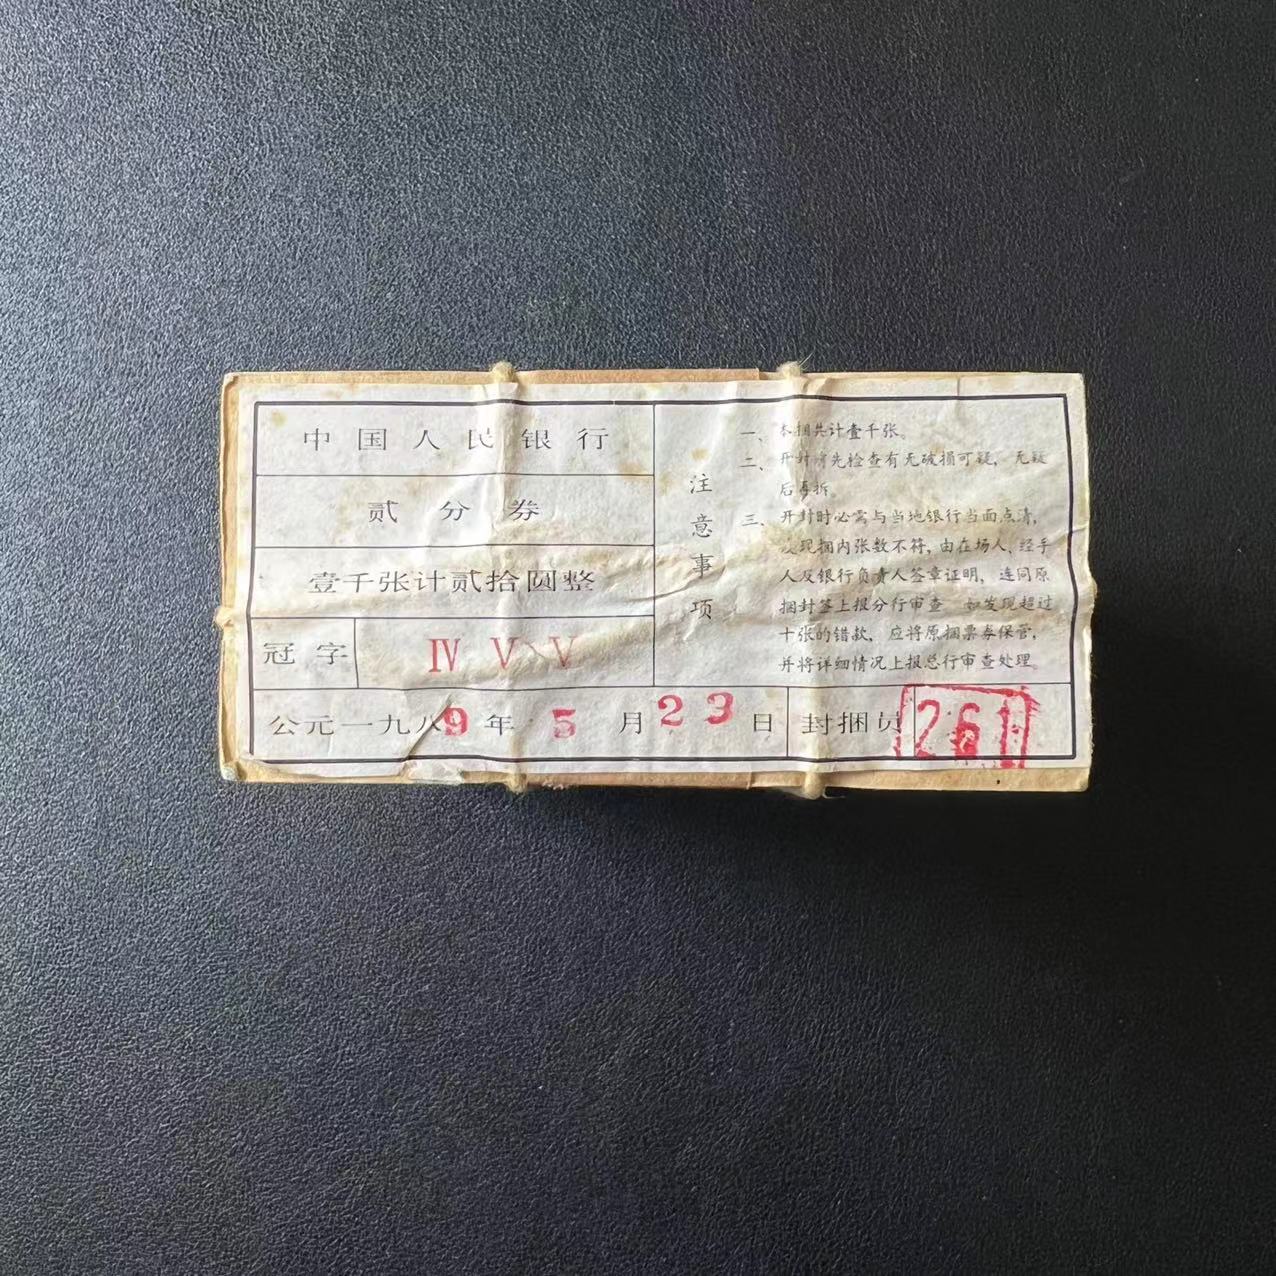 中国人民银行
贰分券
壹千张计贰拾圆整
冠字 IV V V
公元一九八9年5月23日 封捆员 261
注意事项
一、本捆共计壹千张。
二、开封前先检查有无破损可疑，无疑
后再拆
三、开封时必需与当地银行当面点清，
发现捆内张数不符，由在场人、经手
人及银行负责人签章证明，连同原
捆封签上报分行审查 如发现超过
十张的错款，应将原捆票券保管，
并将详细情况上报总行审查处理。